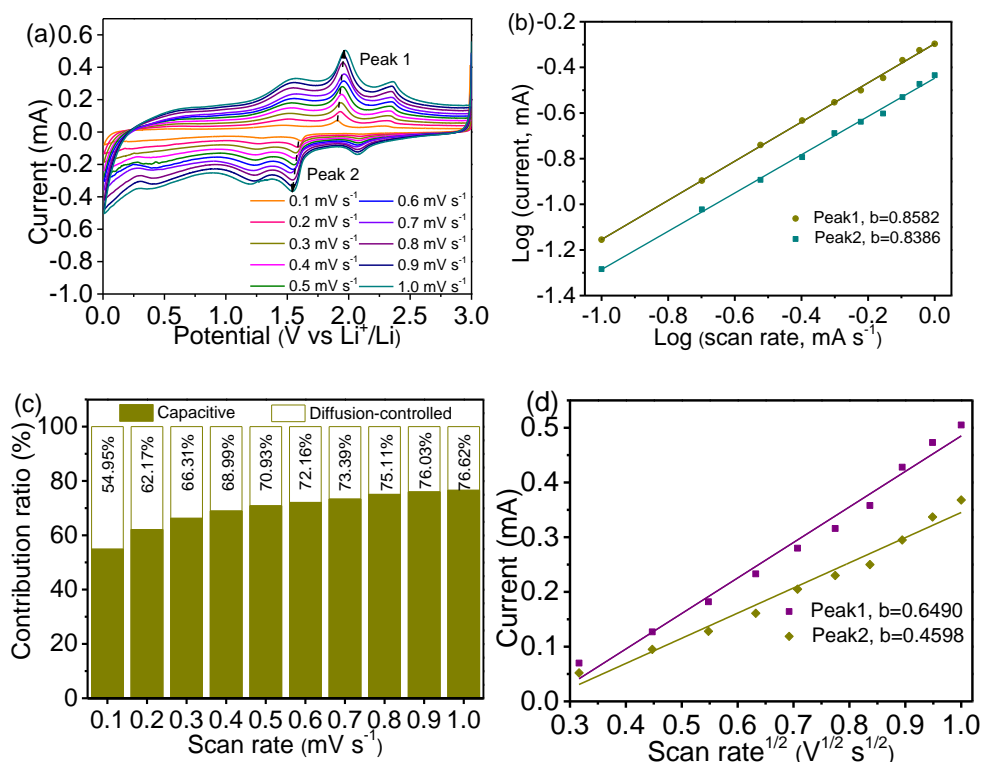 (a)
0.6
0.4
0.2
0.0
-0.2
-0.4
-0.6
-0.8
-1.0
Current (mA)
Peak 1
Peak 2
0.1 mV s⁻¹
0.2 mV s⁻¹
0.3 mV s⁻¹
0.4 mV s⁻¹
0.5 mV s⁻¹
0.6 mV s⁻¹
0.7 mV s⁻¹
0.8 mV s⁻¹
0.9 mV s⁻¹
1.0 mV s⁻¹
0.0 0.5 1.0 1.5 2.0 2.5 3.0
Potential (V vs Li⁺/Li)
(b)
-0.2
-0.4
-0.6
-0.8
-1.0
-1.2
-1.4
Log (current, mA)
Peak1, b=0.8582
Peak2, b=0.8386
-1.0 -0.8 -0.6 -0.4 -0.2 0.0
Log (scan rate, mA s⁻¹)
(c)
Capacitive
Diffusion-controlled
100
80
60
40
20
0
Contribution ratio (%)
54.95%
62.17%
66.31%
68.99%
70.93%
72.16%
73.39%
75.11%
76.03%
76.62%
0.1 0.2 0.3 0.4 0.5 0.6 0.7 0.8 0.9 1.0
Scan rate (mV s⁻¹)
(d)
0.5
0.4
0.3
0.2
0.1
0.0
Current (mA)
Peak1, b=0.6490
Peak2, b=0.4598
0.3 0.4 0.5 0.6 0.7 0.8 0.9 1.0
Scan rate¹ᐟ² (V¹ᐟ² s¹ᐟ²)